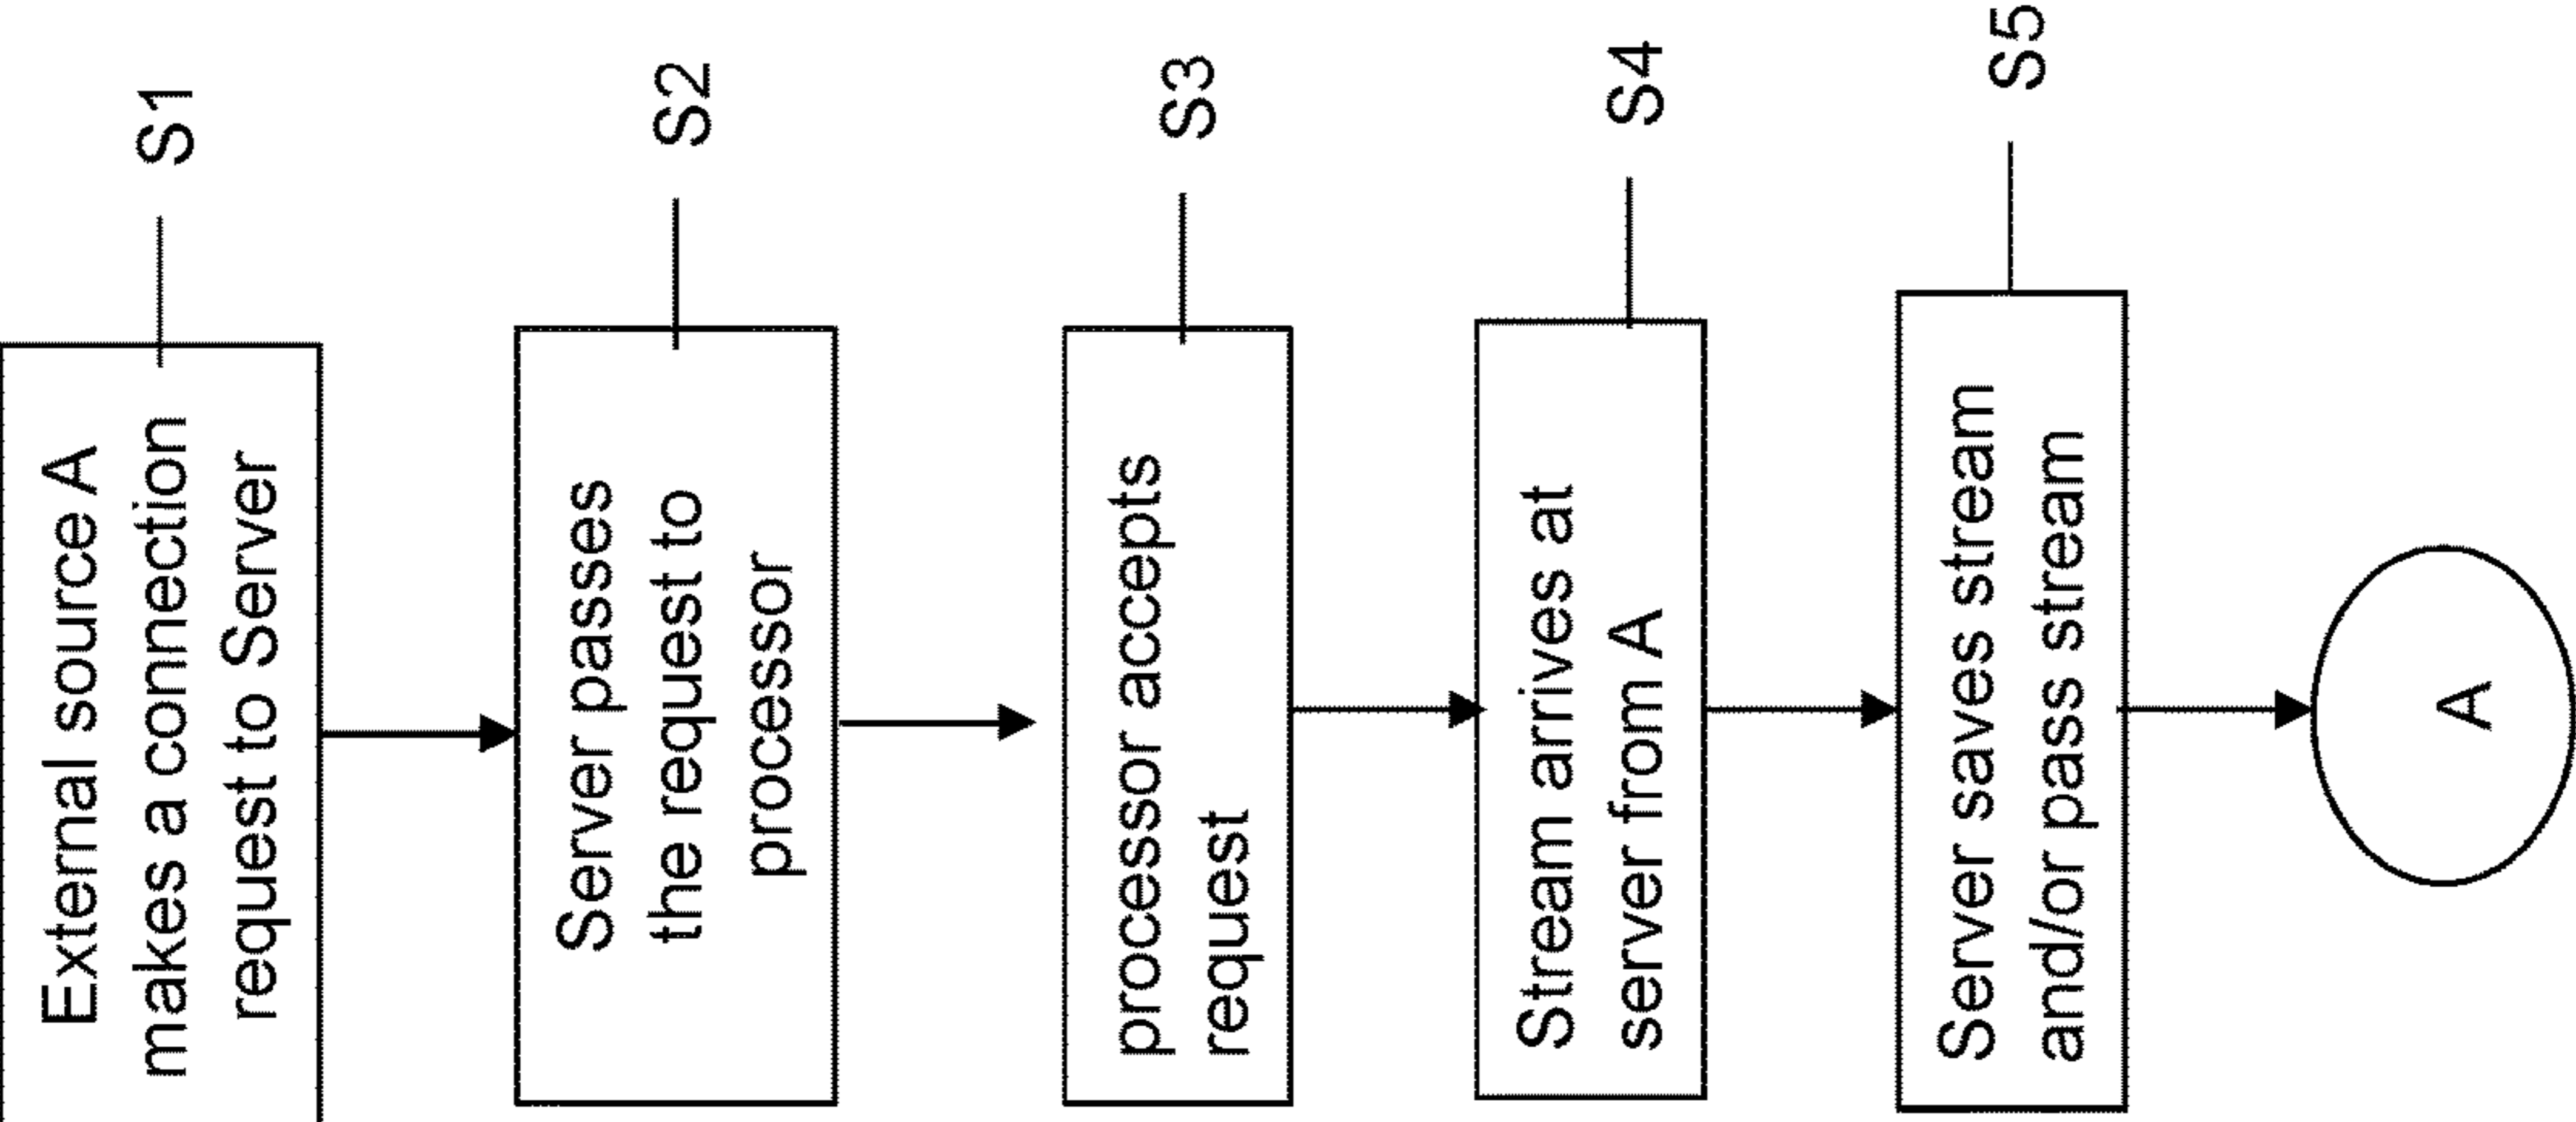 External source A
makes a connection
request to Server
S1
Server passes
the request to
processor
S2
processor accepts
request
S3
Stream arrives at
server from A
S4
Server saves stream
and/or pass stream
S5
A